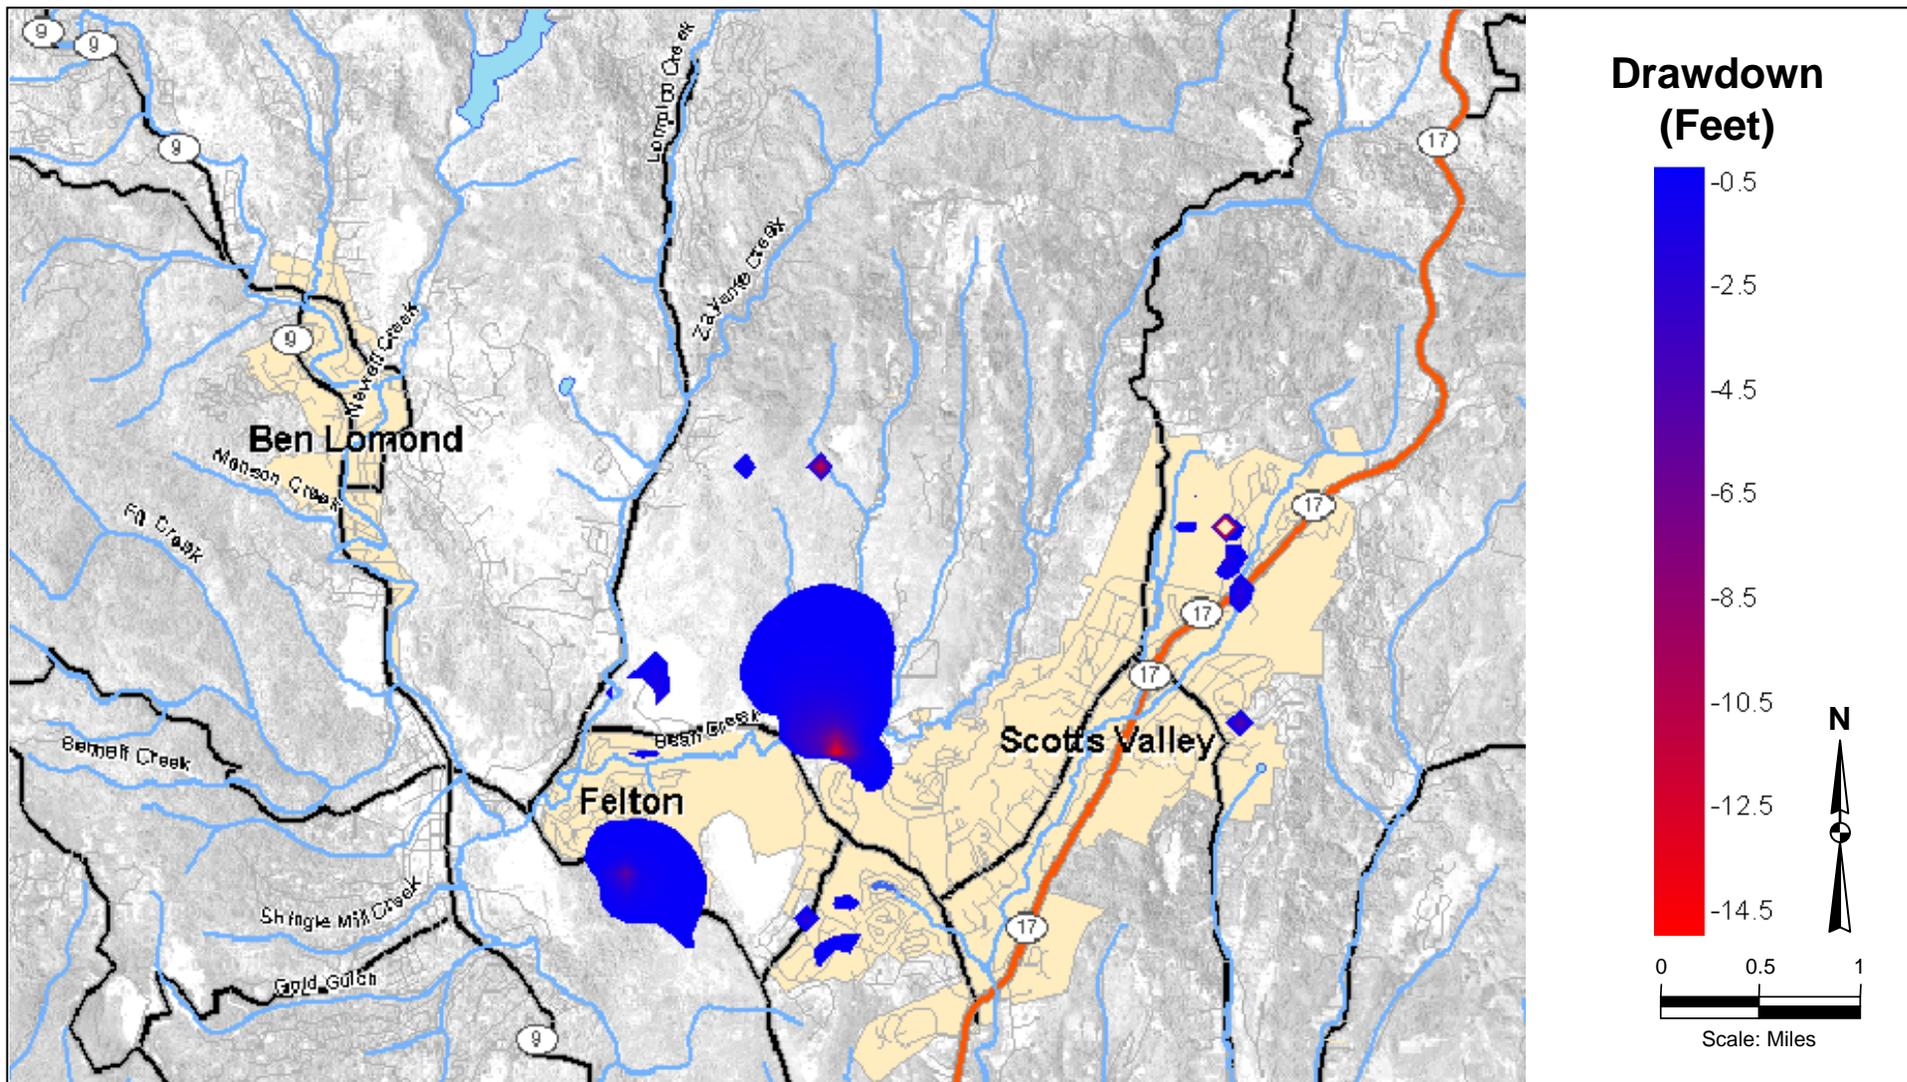 9
9
9
9
9
17
17
17
17
17
Lompico Creek
Zayante Creek
Newell Creek
Ben Lomond
Monson Creek
Fall Creek
Bean Creek
Bennett Creek
Scotts Valley
Felton
Shingle Mill Creek
Gold Gulch
Drawdown
(Feet)
-0.5
-2.5
-4.5
-6.5
-8.5
-10.5
-12.5
-14.5
N
0 0.5 1
Scale: Miles